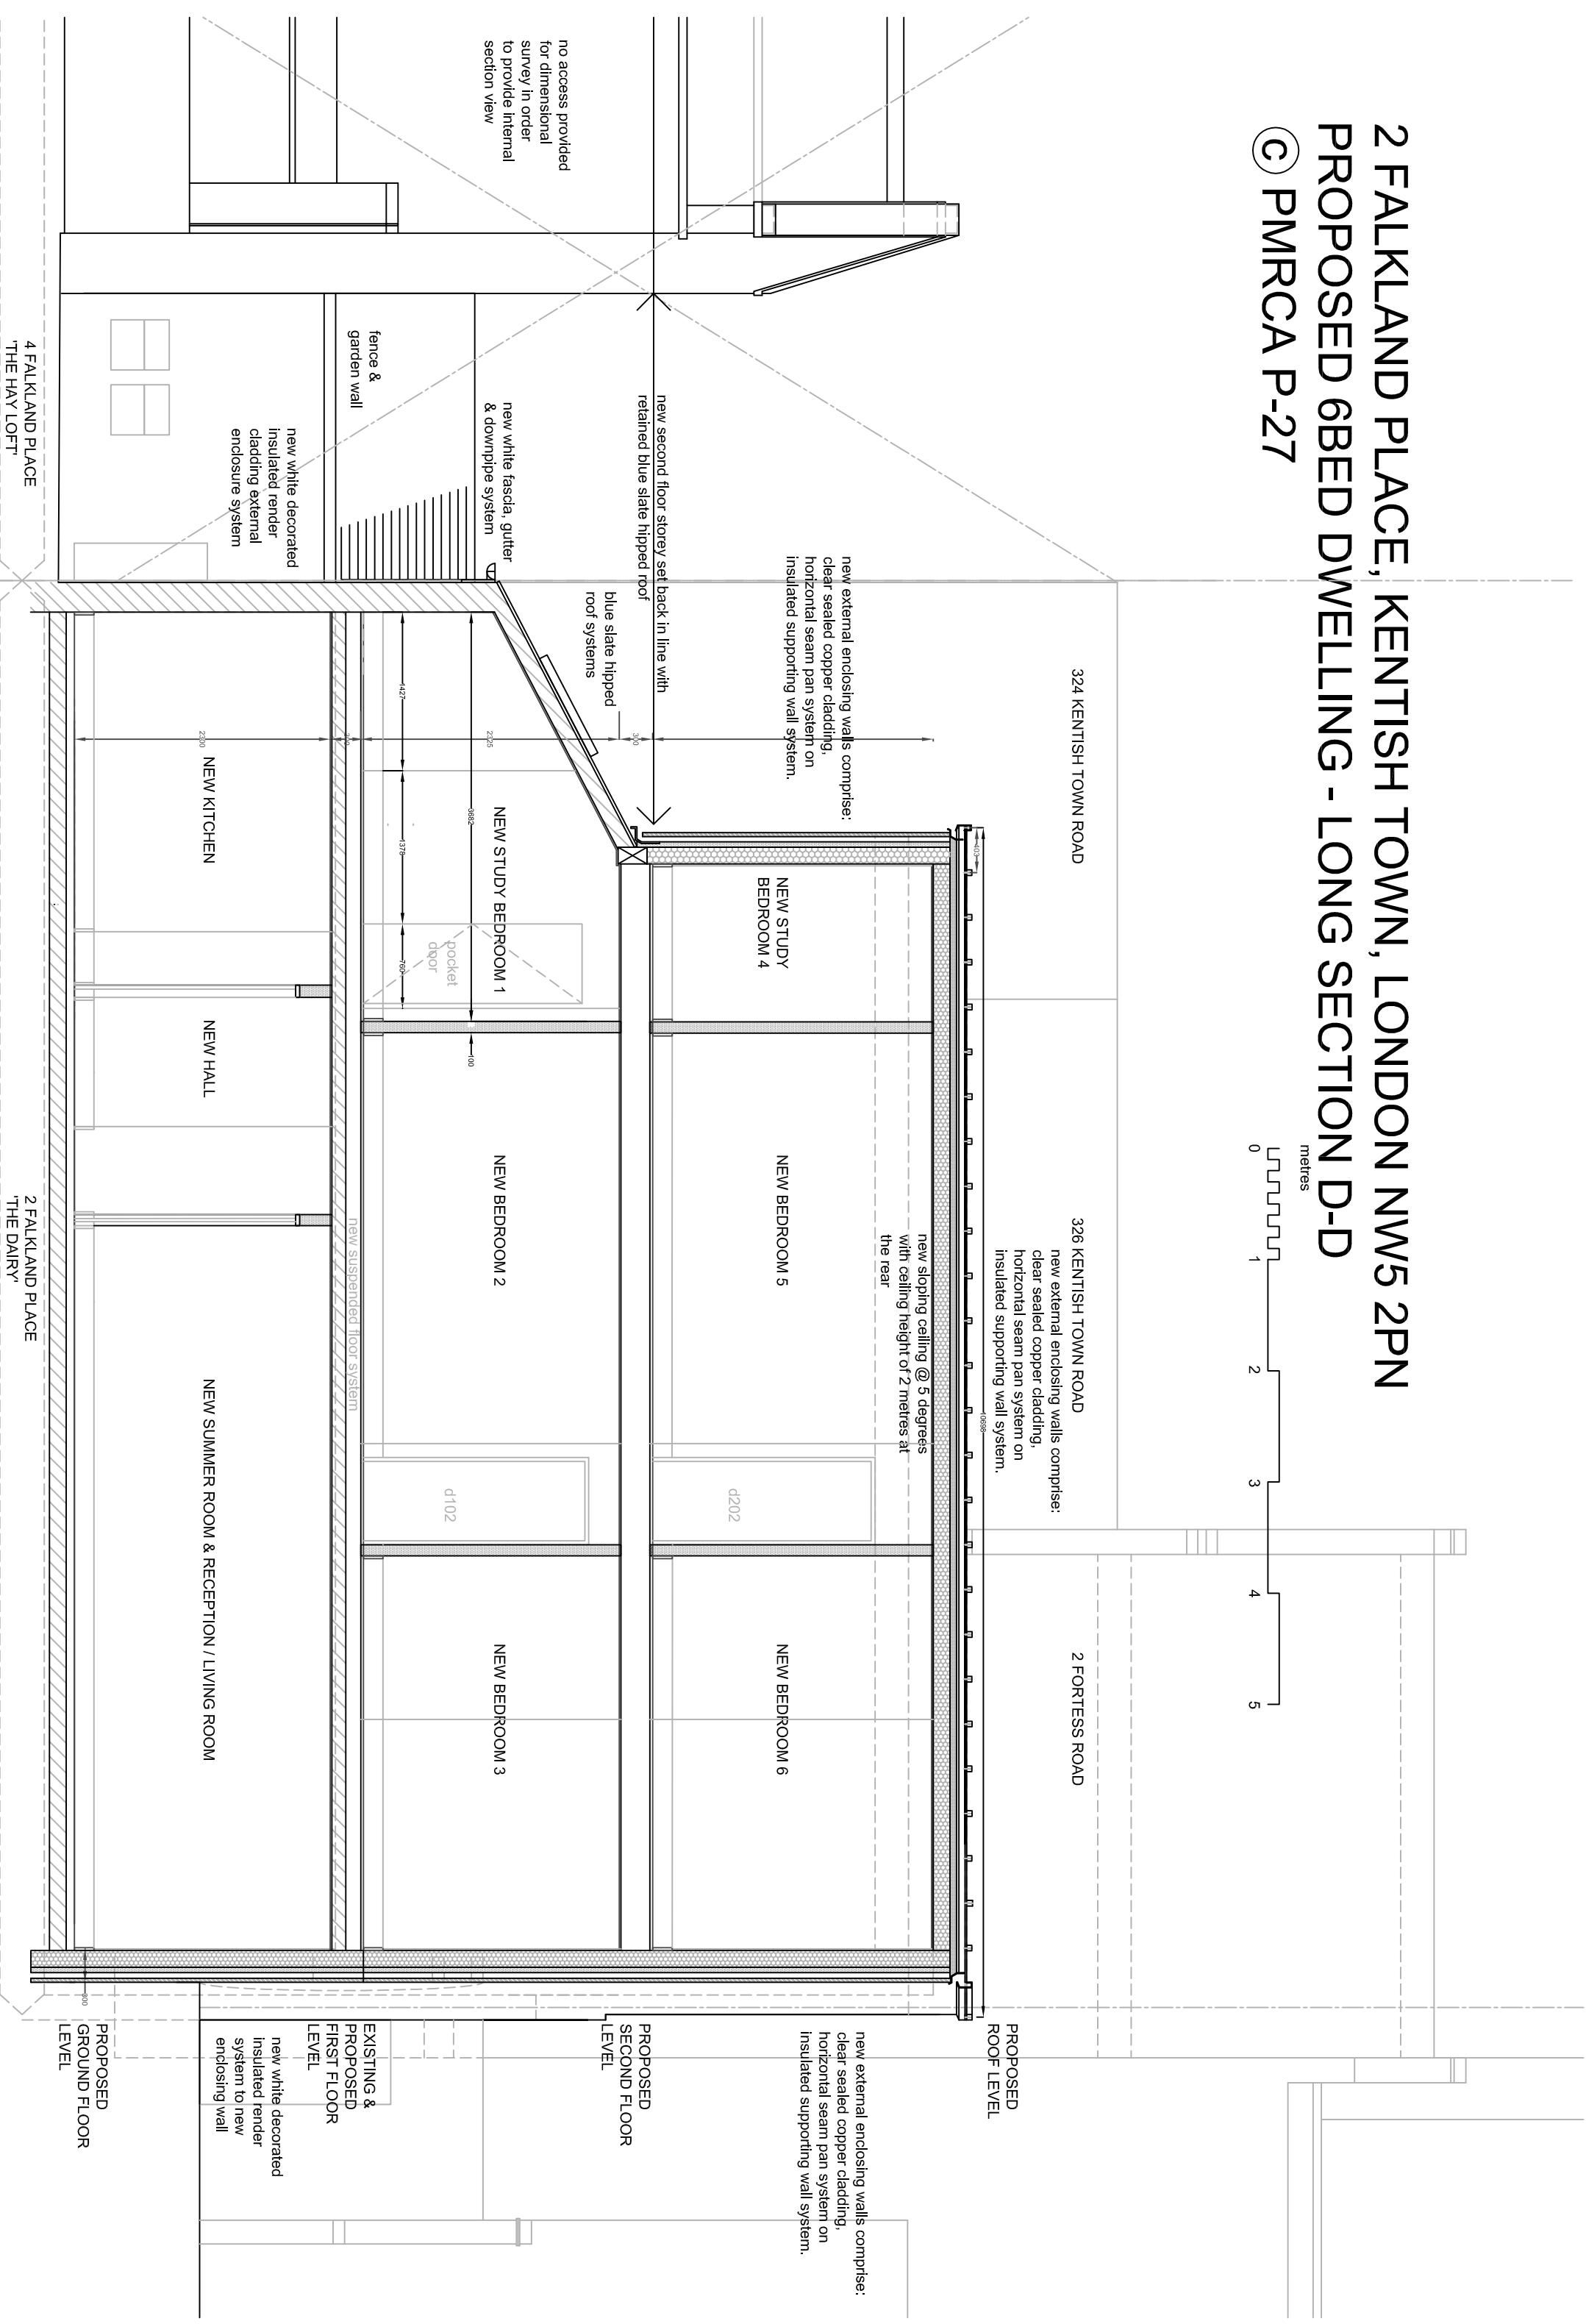 2 FALKLAND PLACE, KENTISH TOWN, LONDON NW5 2PN
PROPOSED 6BED DWELLING - LONG SECTION D-D
© PMRCA P-27
metres
0
1
2
3
4
5
324 KENTISH TOWN ROAD
326 KENTISH TOWN ROAD
2 FORTESS ROAD
new external enclosing walls comprise:
clear sealed copper cladding,
horizontal seam pan system on
insulated supporting wall system.
10698
403
PROPOSED
ROOF LEVEL
new sloping ceiling @ 5 degrees
with ceiling height of 2 metres at
the rear
new external enclosing walls comprise:
clear sealed copper cladding,
horizontal seam pan system on
insulated supporting wall system.
new external enclosing walls comprise:
clear sealed copper cladding,
horizontal seam pan system on
insulated supporting wall system.
NEW STUDY
BEDROOM 4
NEW BEDROOM 5
NEW BEDROOM 6
d202
new second floor storey set back in line with
retained blue slate hipped roof
blue slate hipped
roof systems
300
PROPOSED
SECOND FLOOR
LEVEL
no access provided
for dimensional
survey in order
to provide internal
section view
new white fascia, gutter
& downpipe system
NEW STUDY BEDROOM 1
NEW BEDROOM 2
NEW BEDROOM 3
2325
3682
100
pocket
door
d102
1427
1378
760
fence &
garden wall
new suspended floor system
EXISTING &
PROPOSED
FIRST FLOOR
LEVEL
new white decorated
insulated render
cladding external
enclosure system
new white decorated
insulated render
system to new
enclosing wall
2300
NEW KITCHEN
NEW HALL
NEW SUMMER ROOM & RECEPTION / LIVING ROOM
300
PROPOSED
GROUND FLOOR
LEVEL
4 FALKLAND PLACE
'THE HAY LOFT'
2 FALKLAND PLACE
'THE DAIRY'